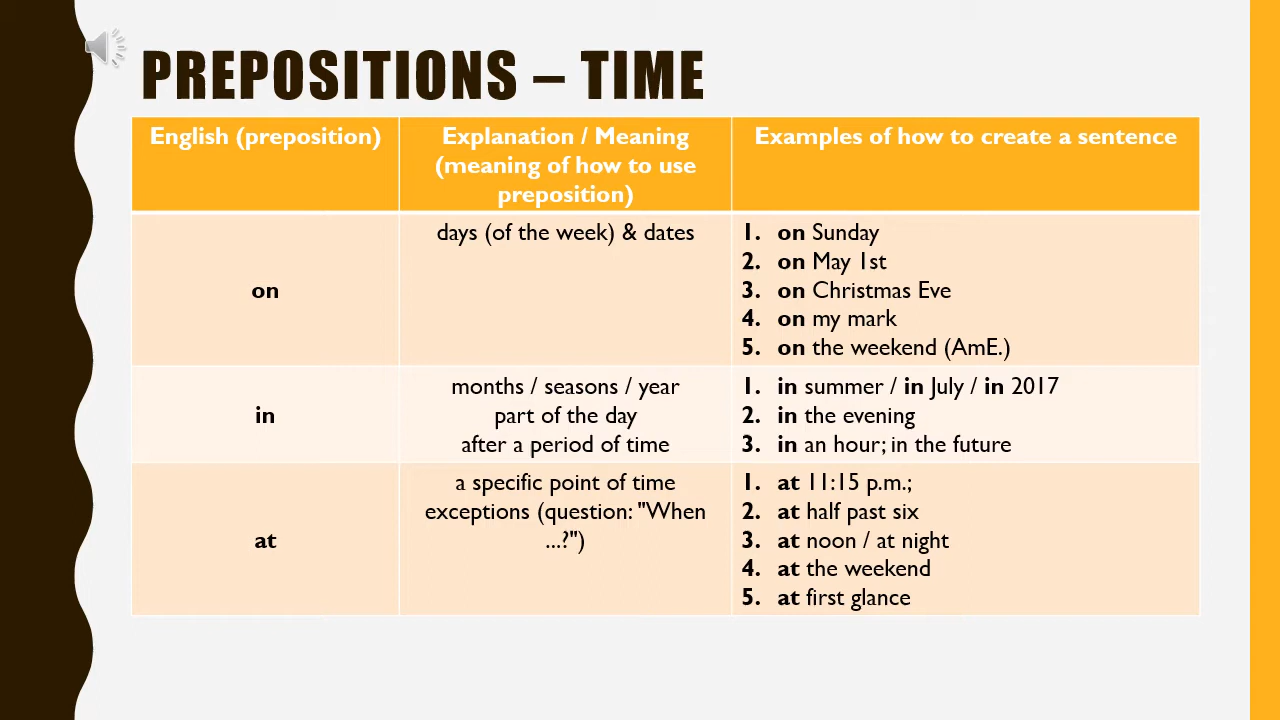 PREPOSITIONS – TIME
English (preposition)
Explanation / Meaning
(meaning of how to use
preposition)
Examples of how to create a sentence
on
days (of the week) & dates
1. on Sunday
2. on May 1st
3. on Christmas Eve
4. on my mark
5. on the weekend (AmE.)
in
months / seasons / year
part of the day
after a period of time
1. in summer / in July / in 2017
2. in the evening
3. in an hour; in the future
at
a specific point of time
exceptions (question: "When
...?")
1. at 11:15 p.m.;
2. at half past six
3. at noon / at night
4. at the weekend
5. at first glance